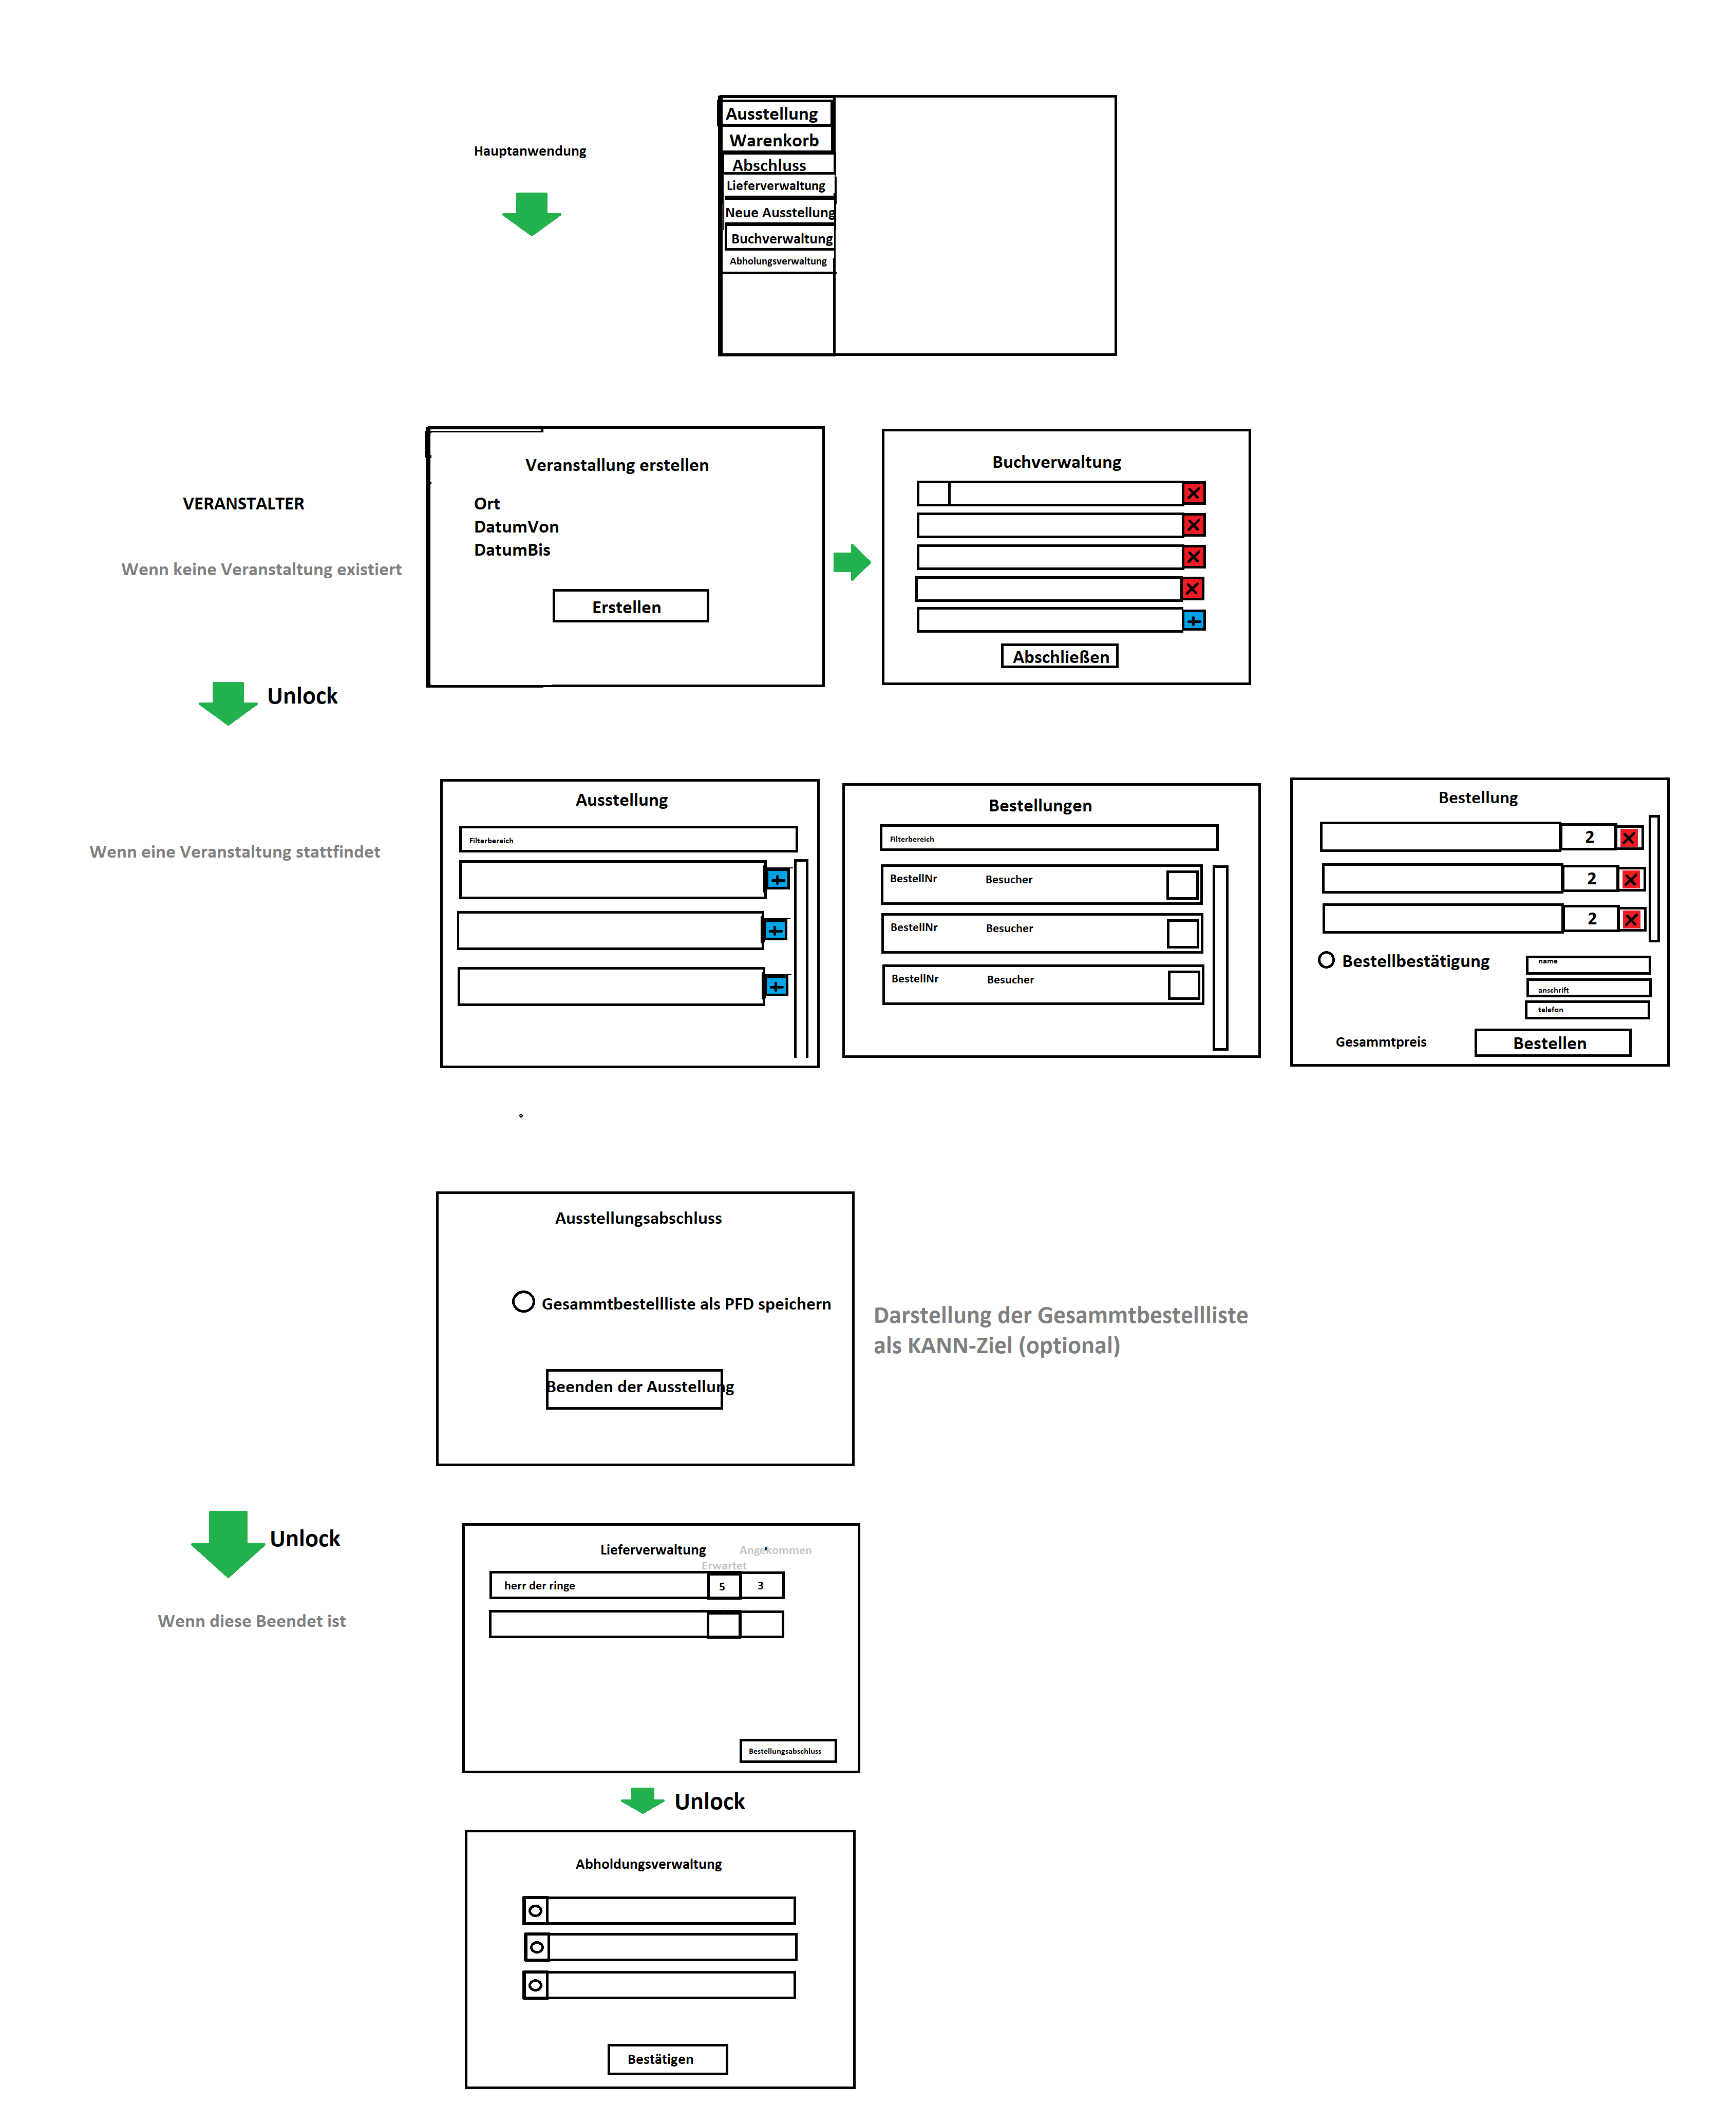 Hauptanwendung
Ausstellung
Warenkorb
Abschluss
Lieferverwaltung
Neue Ausstellung
Buchverwaltung
Abholungsverwaltung
VERANSTALTER
Wenn keine Veranstaltung existiert
Veranstallung erstellen
Ort
DatumVon
DatumBis
Erstellen
Buchverwaltung
Abschließen
Unlock
Wenn eine Veranstaltung stattfindet
Ausstellung
Filterbereich
Bestellungen
Filterbereich
BestellNr Besucher
BestellNr Besucher
BestellNr Besucher
Bestellung
2
2
2
Bestellbestätigung
name
anschrift
telefon
Gesammtpreis
Bestellen
Ausstellungsabschluss
Gesammtbestellliste als PFD speichern
Beenden der Ausstellung
Darstellung der Gesammtbestellliste
als KANN-Ziel (optional)
Unlock
Wenn diese Beendet ist
Lieferverwaltung
Angekommen
Erwartet
herr der ringe 5 3
Bestellungsabschluss
Unlock
Abholdungsverwaltung
Bestätigen